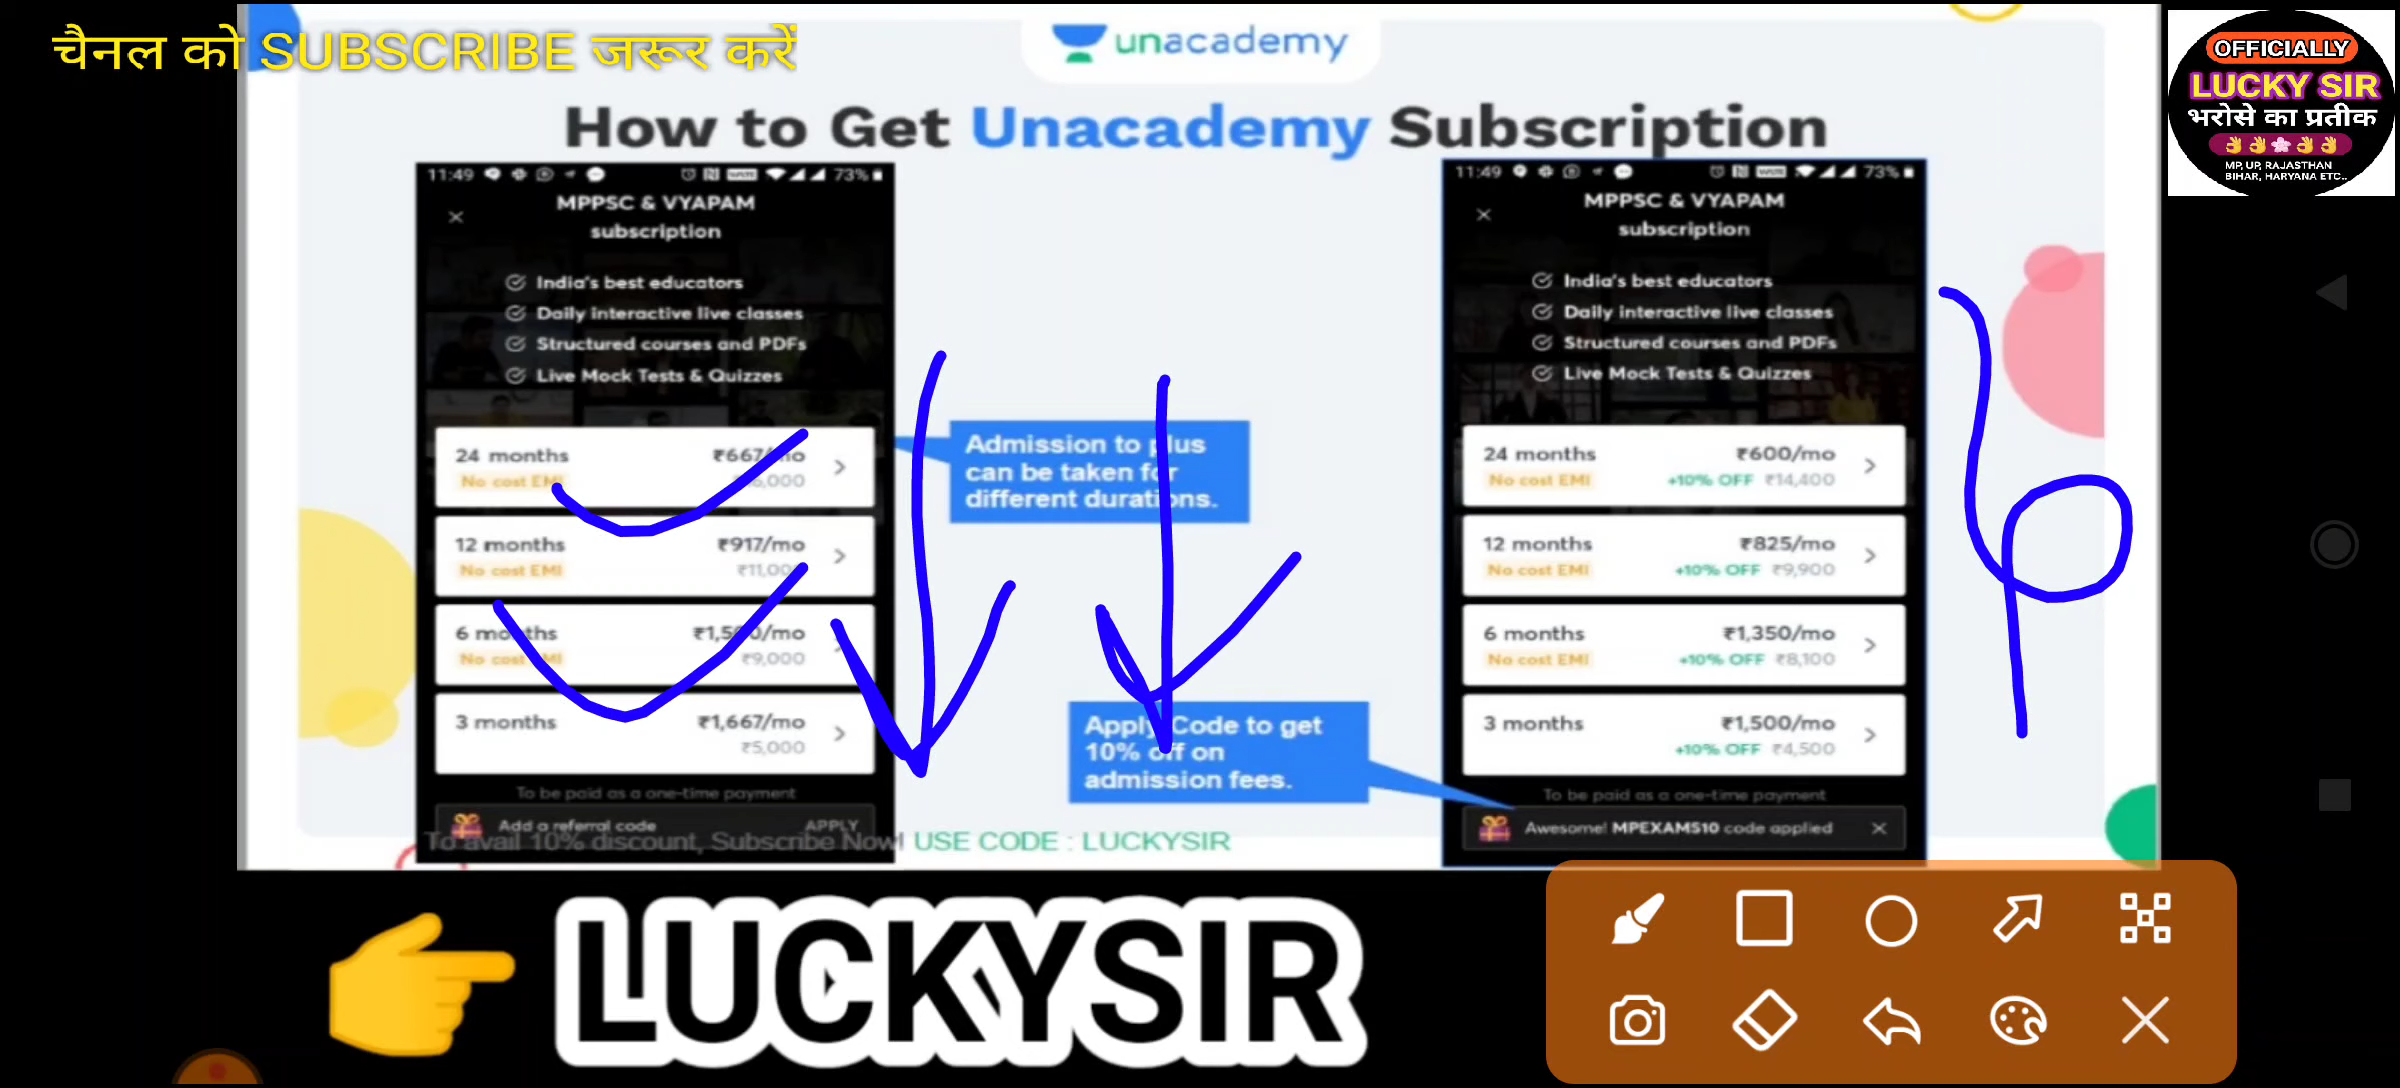 चैनल को SUBSCRIBE जरूर करें
unacademy
OFFICIALLY
LUCKY SIR
भरोसे का प्रतीक
MP, UP, RAJASTHAN
BIHAR, HARYANA ETC..
How to Get Unacademy Subscription
11:49 73%
MPPSC & VYAPAM
subscription
India's best educators
Daily interactive live classes
Structured courses and PDFs
Live Mock Tests & Quizzes
24 months ₹667/mo
No cost EMI
12 months ₹917/mo
No cost EMI ₹11,000
6 months ₹1,500/mo
No cost EMI ₹9,000
3 months ₹1,667/mo
₹5,000
To be paid as a one-time payment
Add a referral code APPLY
Admission to plus
can be taken for
different durations.
Apply Code to get
10% off on
admission fees.
11:49 73%
MPPSC & VYAPAM
subscription
India's best educators
Daily interactive live classes
Structured courses and PDFs
Live Mock Tests & Quizzes
24 months ₹600/mo
No cost EMI +10% OFF ₹14,400
12 months ₹825/mo
No cost EMI +10% OFF ₹9,900
6 months ₹1,350/mo
No cost EMI +10% OFF ₹8,100
3 months ₹1,500/mo
+10% OFF ₹4,500
To be paid as a one-time payment
Awesome! MPEXAMS10 code applied
To avail 10% discount, Subscribe Now! USE CODE : LUCKYSIR
LUCKYSIR